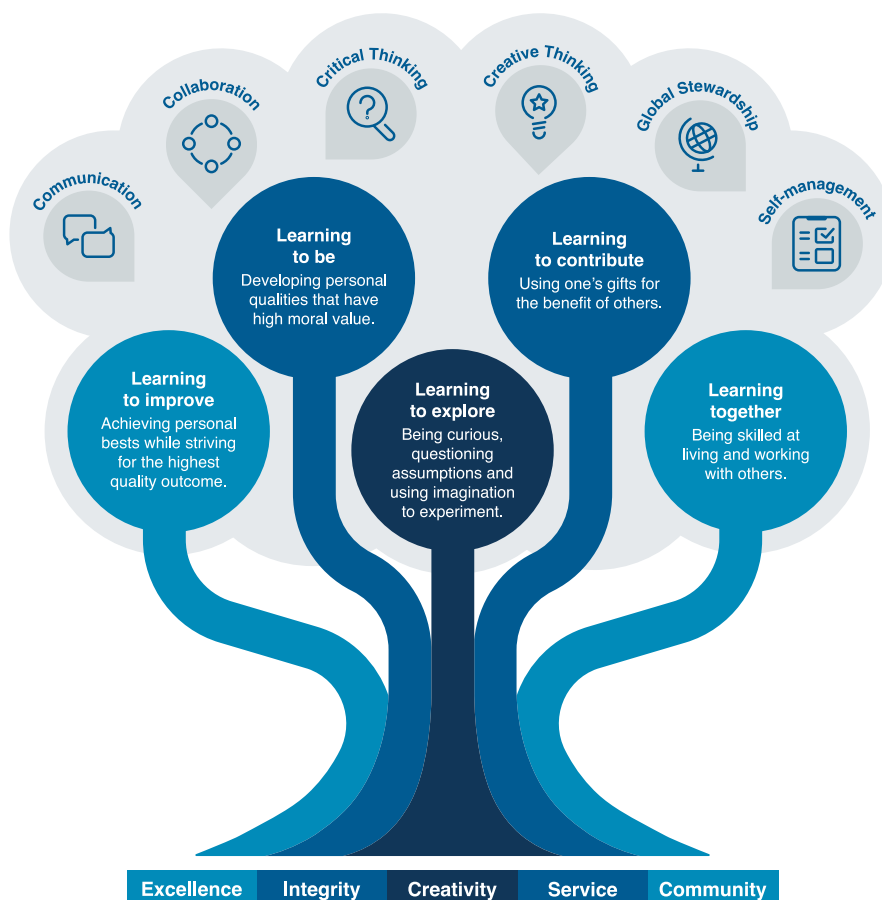 Communication
Collaboration
Critical Thinking
Creative Thinking
Global Stewardship
Self-management
Learning
to be
Developing personal
qualities that have
high moral value.
Learning
to contribute
Using one’s gifts for
the benefit of others.
Learning
to improve
Achieving personal
bests while striving
for the highest
quality outcome.
Learning
to explore
Being curious,
questioning
assumptions and
using imagination
to experiment.
Learning
together
Being skilled at
living and working
with others.
Excellence
Integrity
Creativity
Service
Community